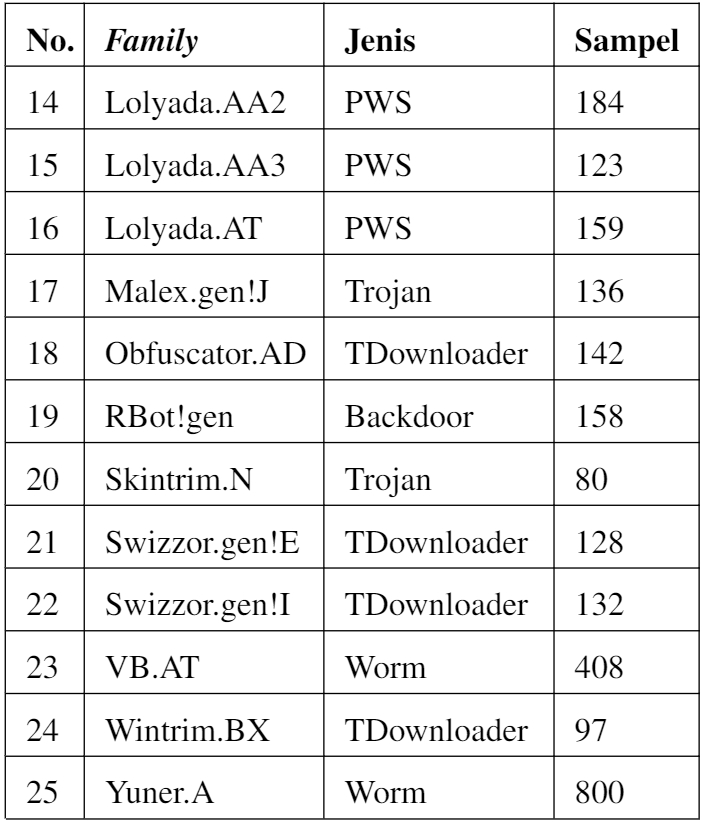 No. Family Jenis Sampel
14 Lolyada.AA2 PWS 184
15 Lolyada.AA3 PWS 123
16 Lolyada.AT PWS 159
17 Malex.gen!J Trojan 136
18 Obfuscator.AD TDownloader 142
19 RBot!gen Backdoor 158
20 Skintrim.N Trojan 80
21 Swizzor.gen!E TDownloader 128
22 Swizzor.gen!I TDownloader 132
23 VB.AT Worm 408
24 Wintrim.BX TDownloader 97
25 Yuner.A Worm 800